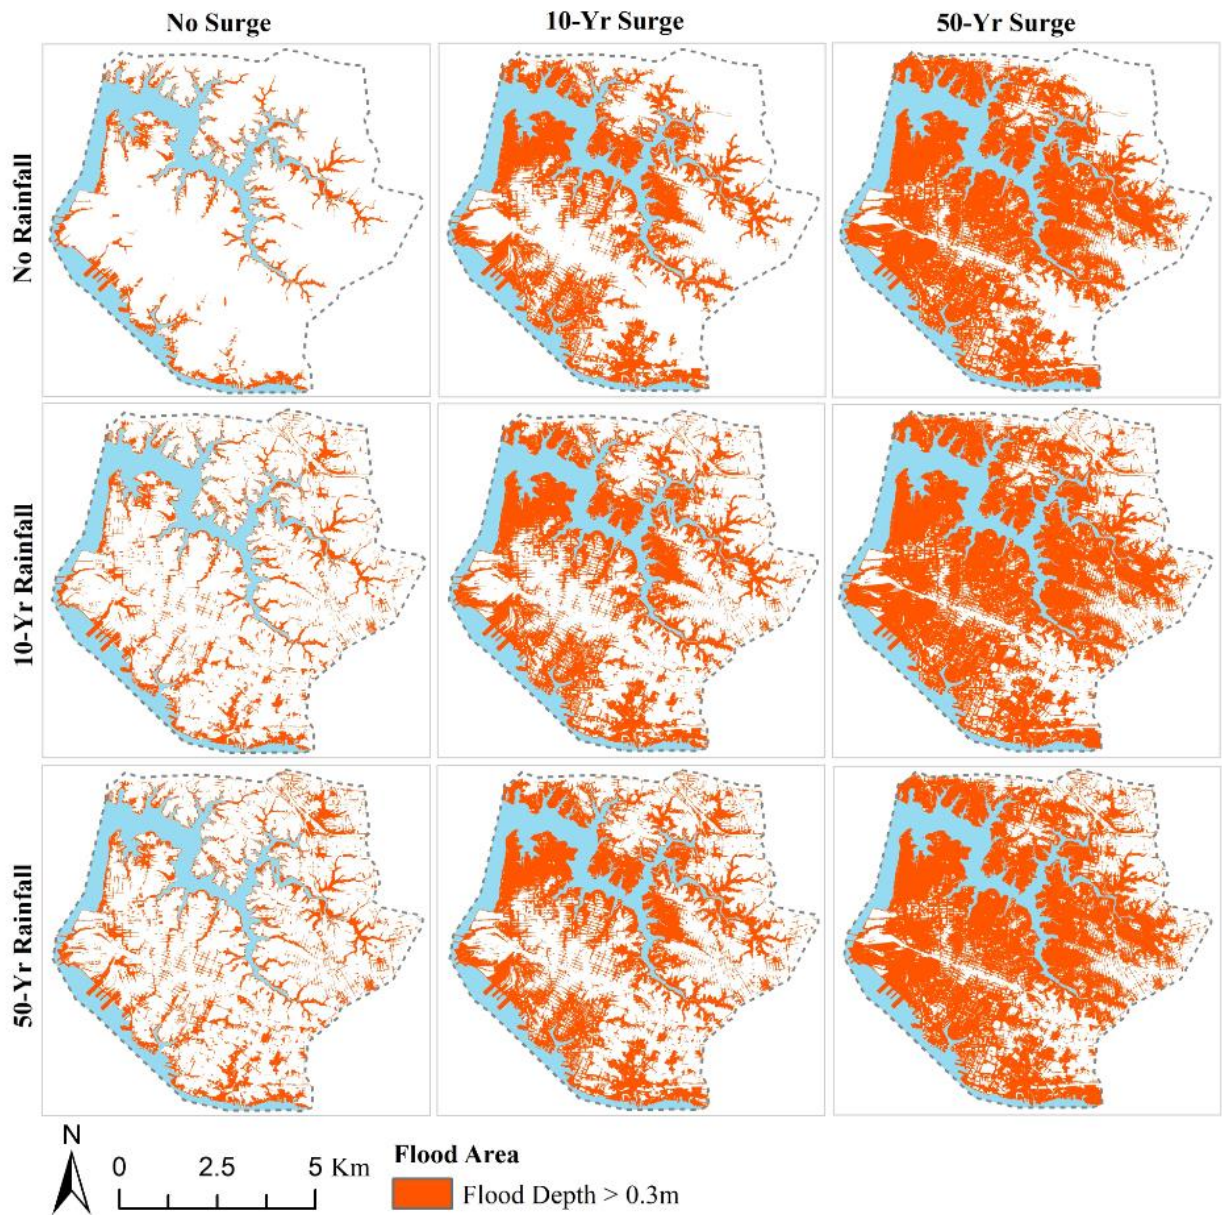 No Surge
10-Yr Surge
50-Yr Surge
No Rainfall
10-Yr Rainfall
50-Yr Rainfall
N
0 2.5 5 Km
Flood Area
Flood Depth > 0.3m